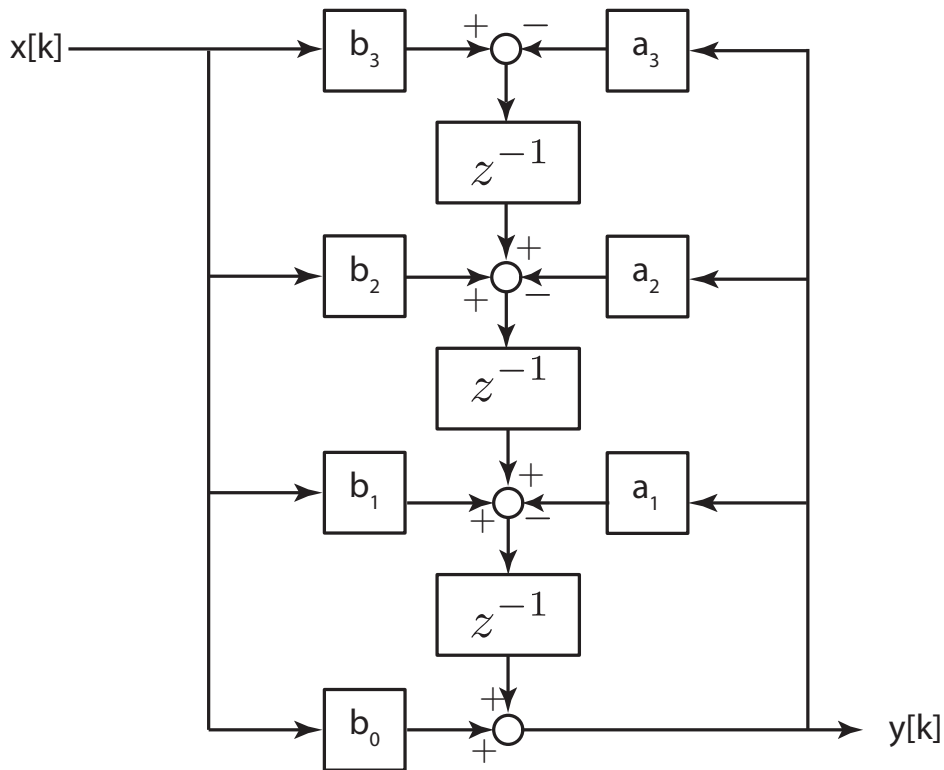 x[k]
b₃
+
−
a₃
z⁻¹
b₂
+
+
−
a₂
z⁻¹
b₁
+
+
−
a₁
z⁻¹
b₀
+
+
y[k]